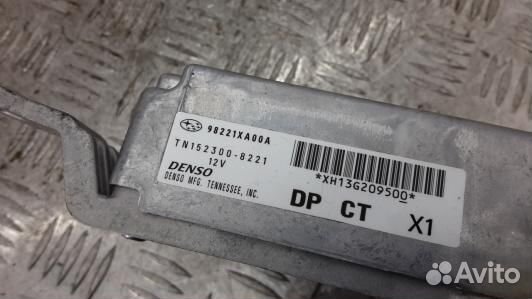 98221XA00A
TN152300-8221
12V
DENSO
DENSO MFG. TENNESSEE, INC.
*XH13G209500*
DP CT X1
Avito